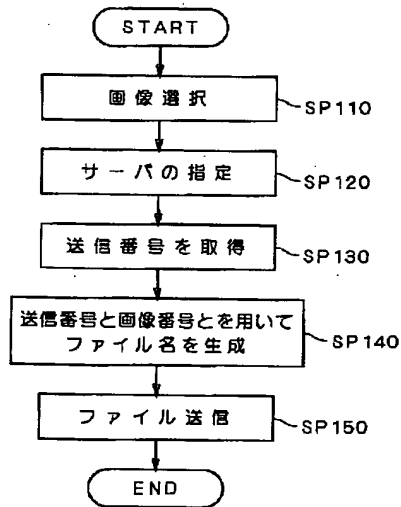 START
画像選択
SP110
サーバの指定
SP120
送信番号を取得
SP130
送信番号と画像番号とを用いて
ファイル名を生成
SP140
ファイル送信
SP150
END